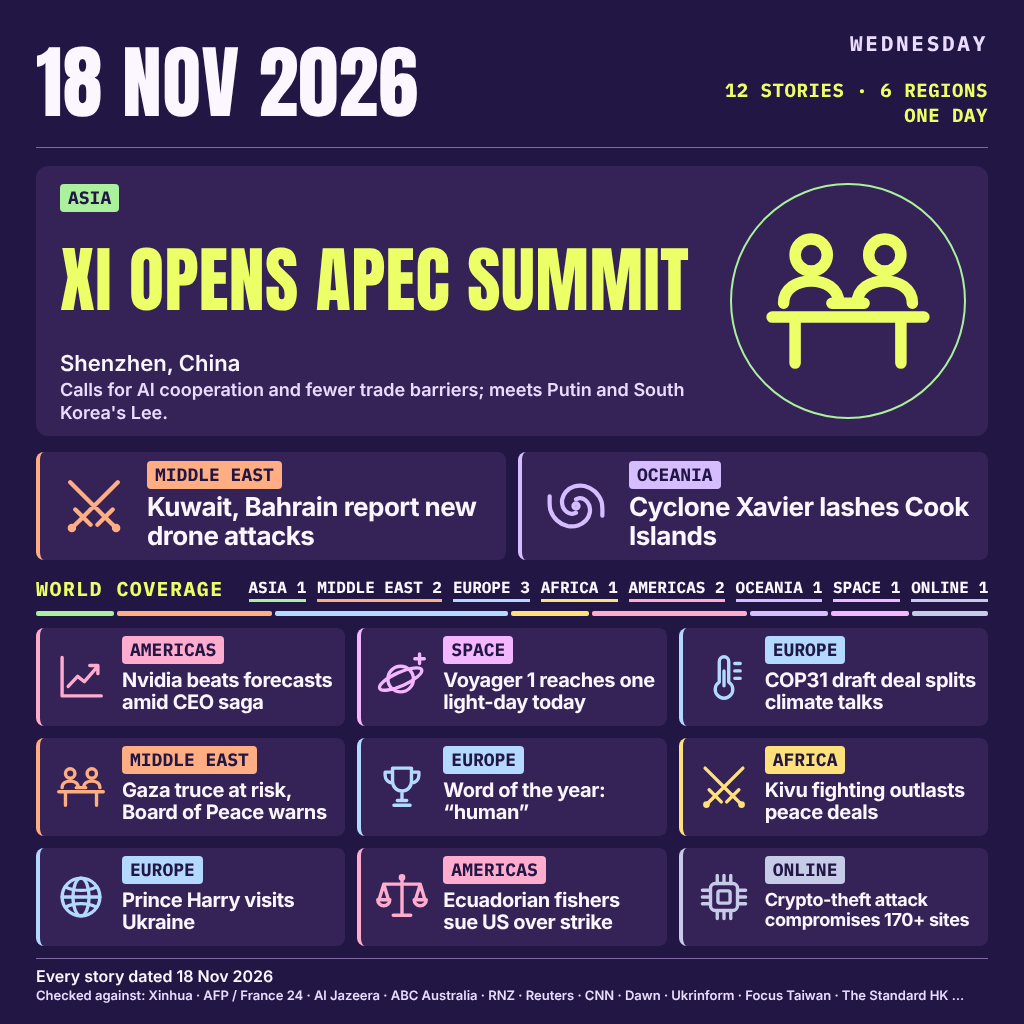 18 NOV 2026
WEDNESDAY
12 STORIES · 6 REGIONS
ONE DAY
ASIA
XI OPENS APEC SUMMIT
Shenzhen, China
Calls for AI cooperation and fewer trade barriers; meets Putin and South
Korea's Lee.
MIDDLE EAST
Kuwait, Bahrain report new
drone attacks
OCEANIA
Cyclone Xavier lashes Cook
Islands
WORLD COVERAGE
ASIA 1 MIDDLE EAST 2 EUROPE 3 AFRICA 1 AMERICAS 2 OCEANIA 1 SPACE 1 ONLINE 1
AMERICAS
Nvidia beats forecasts
amid CEO saga
SPACE
Voyager 1 reaches one
light-day today
EUROPE
COP31 draft deal splits
climate talks
MIDDLE EAST
Gaza truce at risk,
Board of Peace warns
EUROPE
Word of the year:
“human”
AFRICA
Kivu fighting outlasts
peace deals
EUROPE
Prince Harry visits
Ukraine
AMERICAS
Ecuadorian fishers
sue US over strike
ONLINE
Crypto-theft attack
compromises 170+ sites
Every story dated 18 Nov 2026
Checked against: Xinhua · AFP / France 24 · Al Jazeera · ABC Australia · RNZ · Reuters · CNN · Dawn · Ukrinform · Focus Taiwan · The Standard HK ...